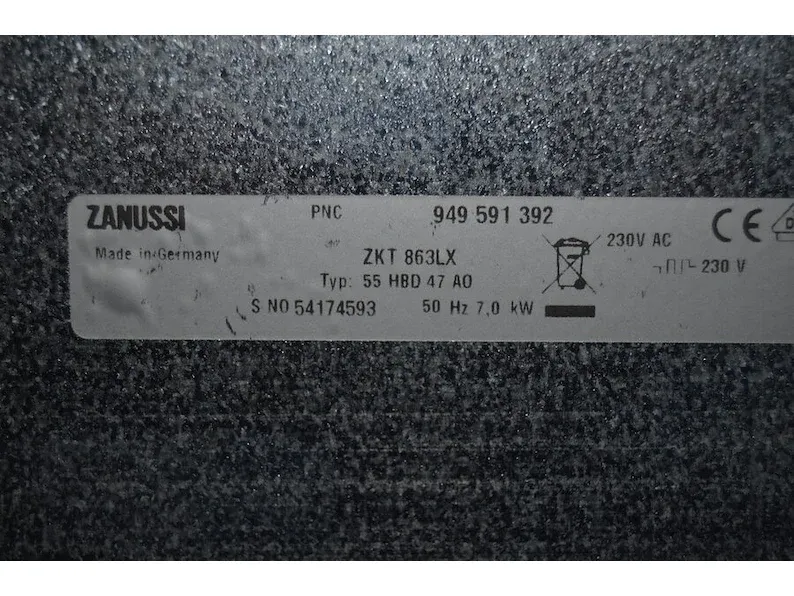 ZANUSSI PNC 949 591 392 CE
Made in Germany ZKT 863LX 230V AC
Typ: 55 HBD 47 AO 230 V
S NO 54174593 50 Hz 7,0 kW